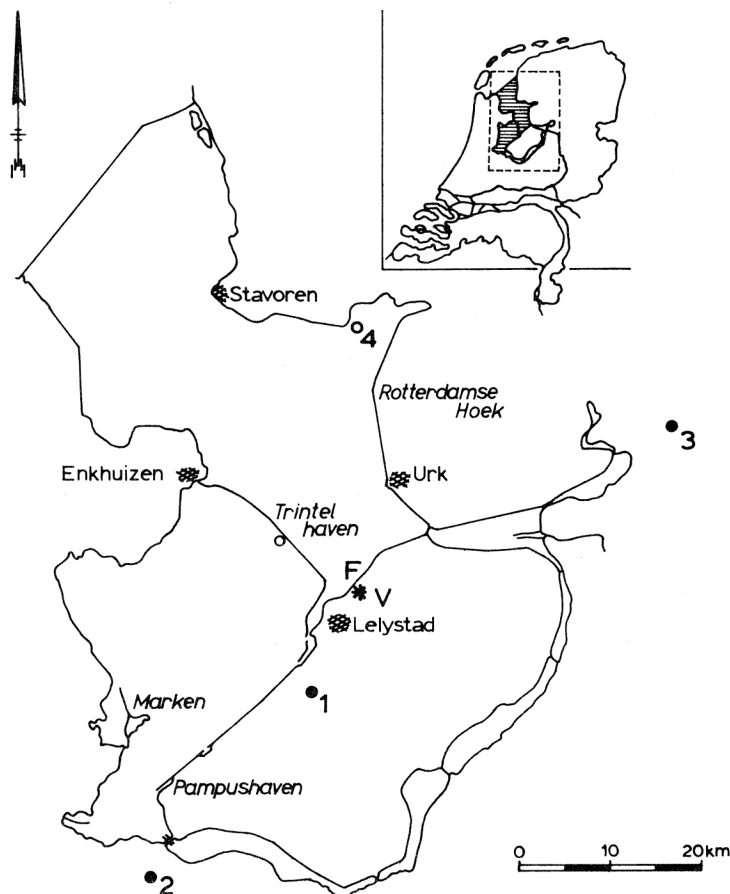 Stavoren
4
Rotterdamse
Hoek
3
Enkhuizen
Urk
Trintel
haven
F
V
Lelystad
1
Marken
Pampushaven
0 10 20km
2